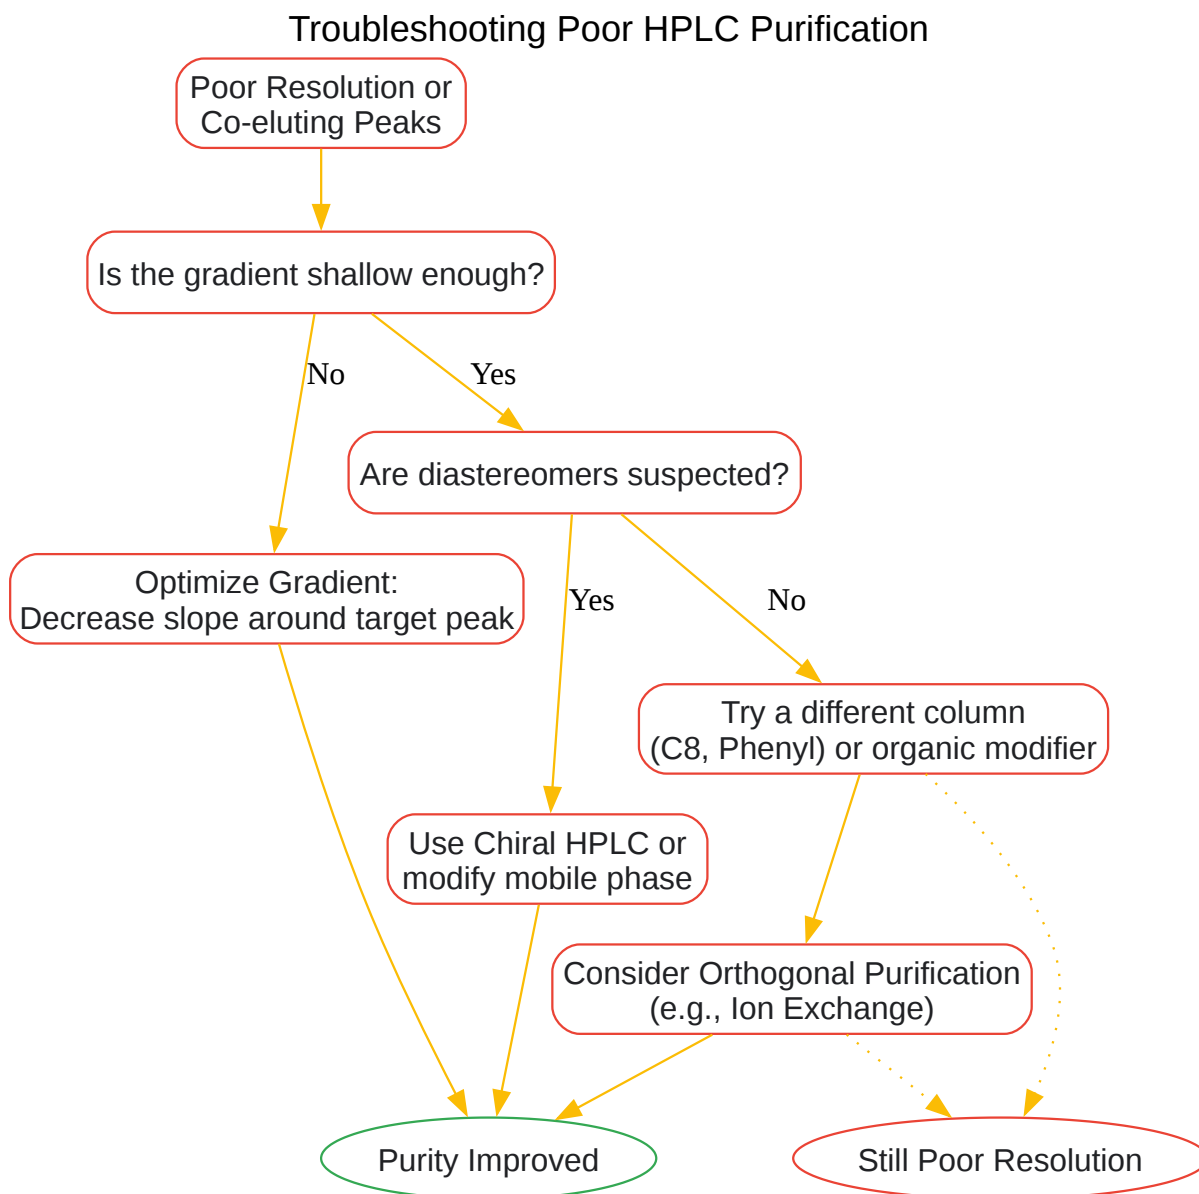 Troubleshooting Poor HPLC Purification
Poor Resolution or
Co-eluting Peaks
Is the gradient shallow enough?
No
Yes
Are diastereomers suspected?
Optimize Gradient:
Decrease slope around target peak
Yes
No
Try a different column
(C8, Phenyl) or organic modifier
Use Chiral HPLC or
modify mobile phase
Consider Orthogonal Purification
(e.g., Ion Exchange)
Purity Improved
Still Poor Resolution